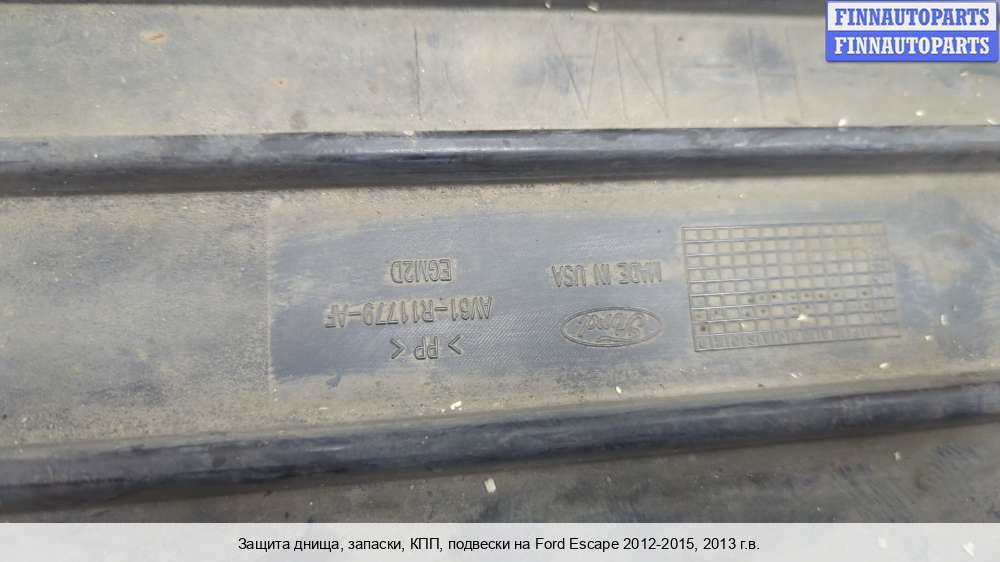 FINNAUTOPARTS
FINNAUTOPARTS
> PP <
AV61-R11779-AF
EGM2D
Ford
MADE IN USA
Защита днища, запаски, КПП, подвески на Ford Escape 2012-2015, 2013 г.в.